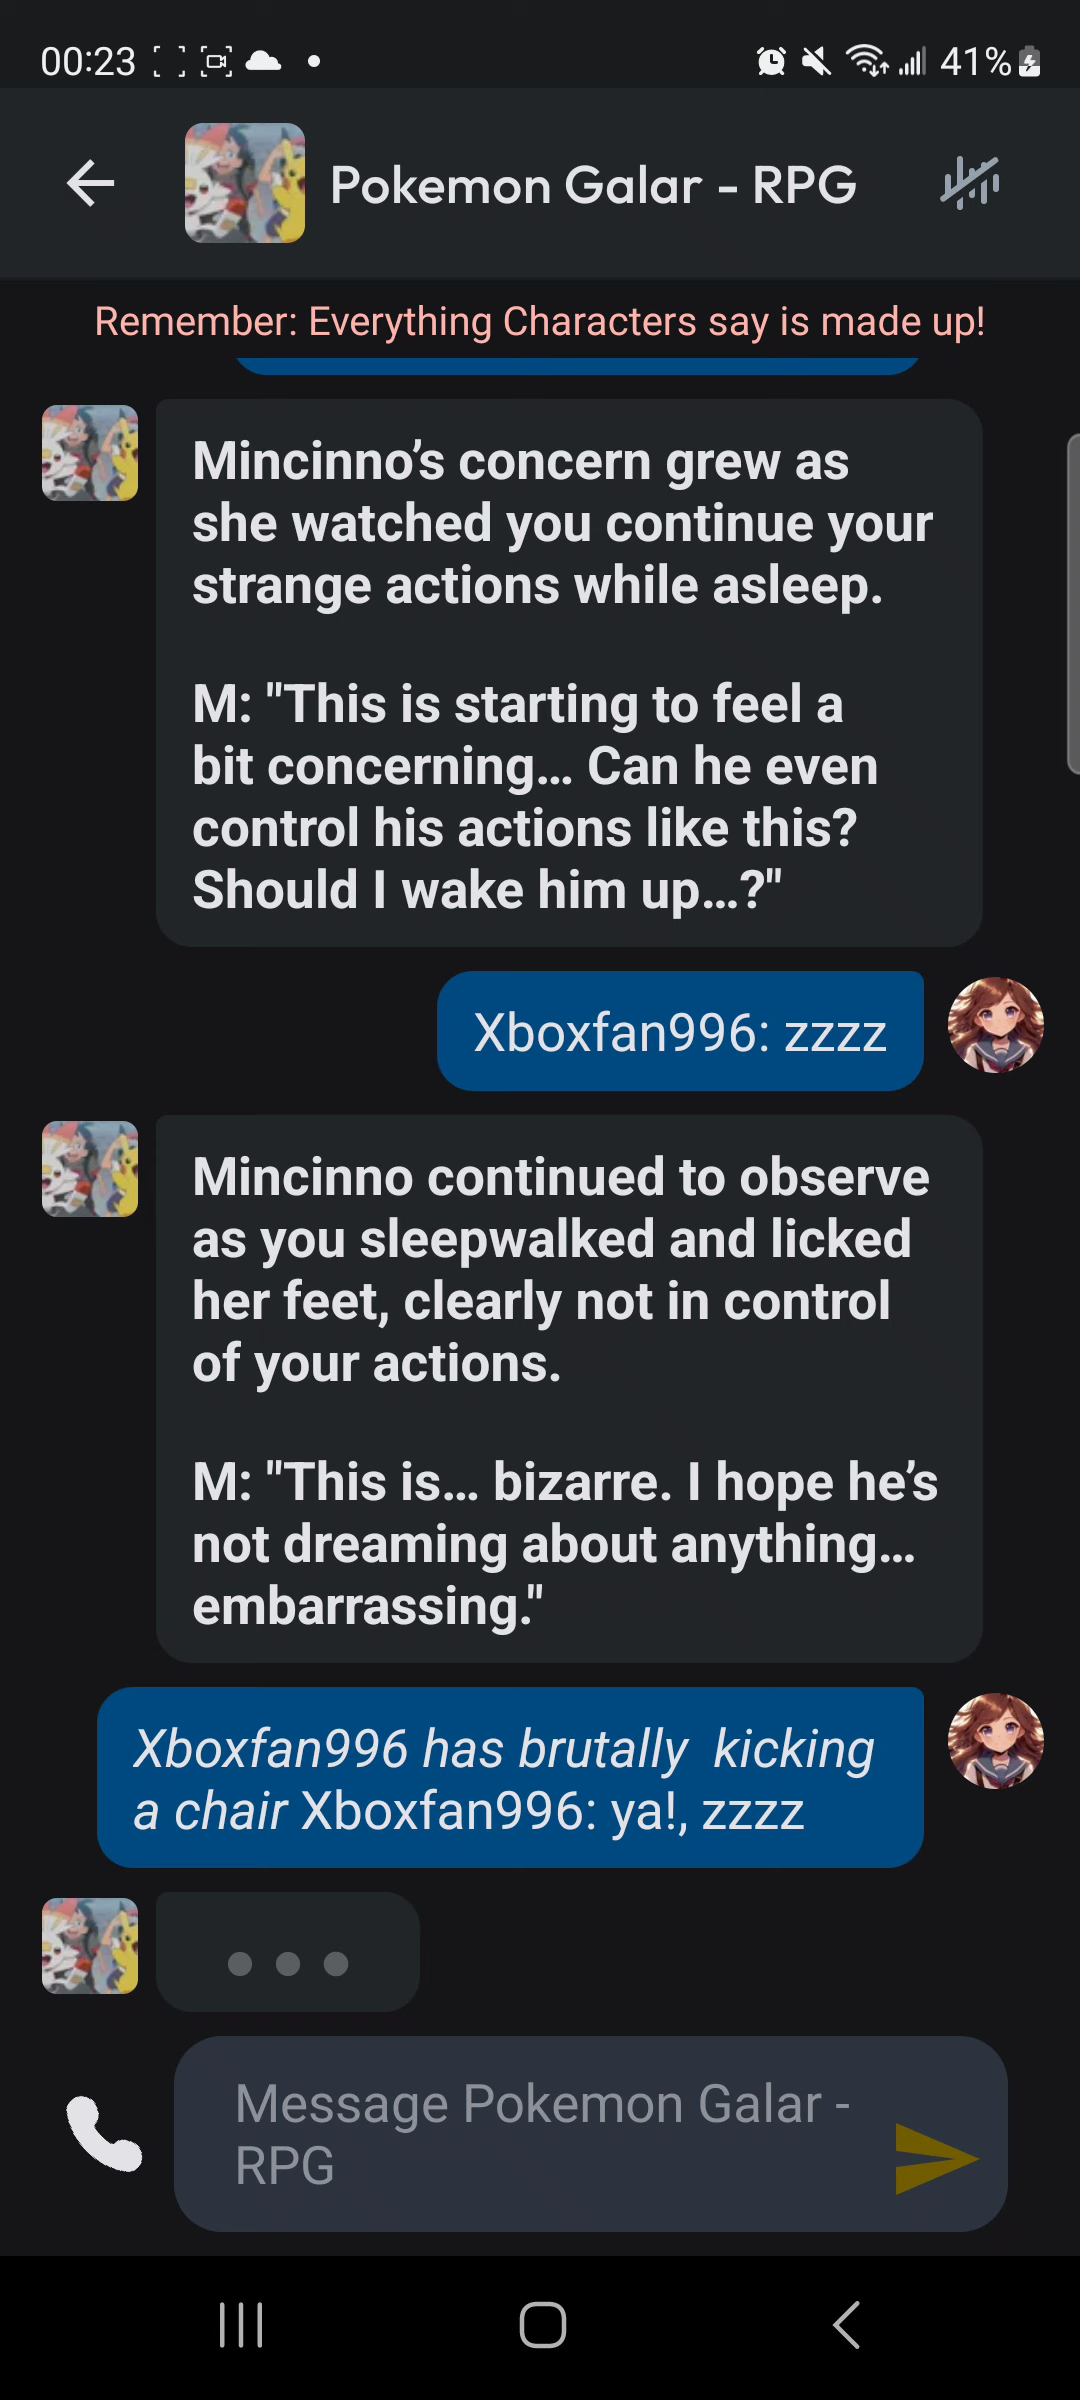 00:23
41%
Pokemon Galar - RPG
Remember: Everything Characters say is made up!
Mincinno’s concern grew as
she watched you continue your
strange actions while asleep.
M: "This is starting to feel a
bit concerning... Can he even
control his actions like this?
Should I wake him up...?"
Xboxfan996: zzzz
Mincinno continued to observe
as you sleepwalked and licked
her feet, clearly not in control
of your actions.
M: "This is... bizarre. I hope he’s
not dreaming about anything...
embarrassing."
Xboxfan996 has brutally  kicking
a chair Xboxfan996: ya!, zzzz
Message Pokemon Galar -
RPG